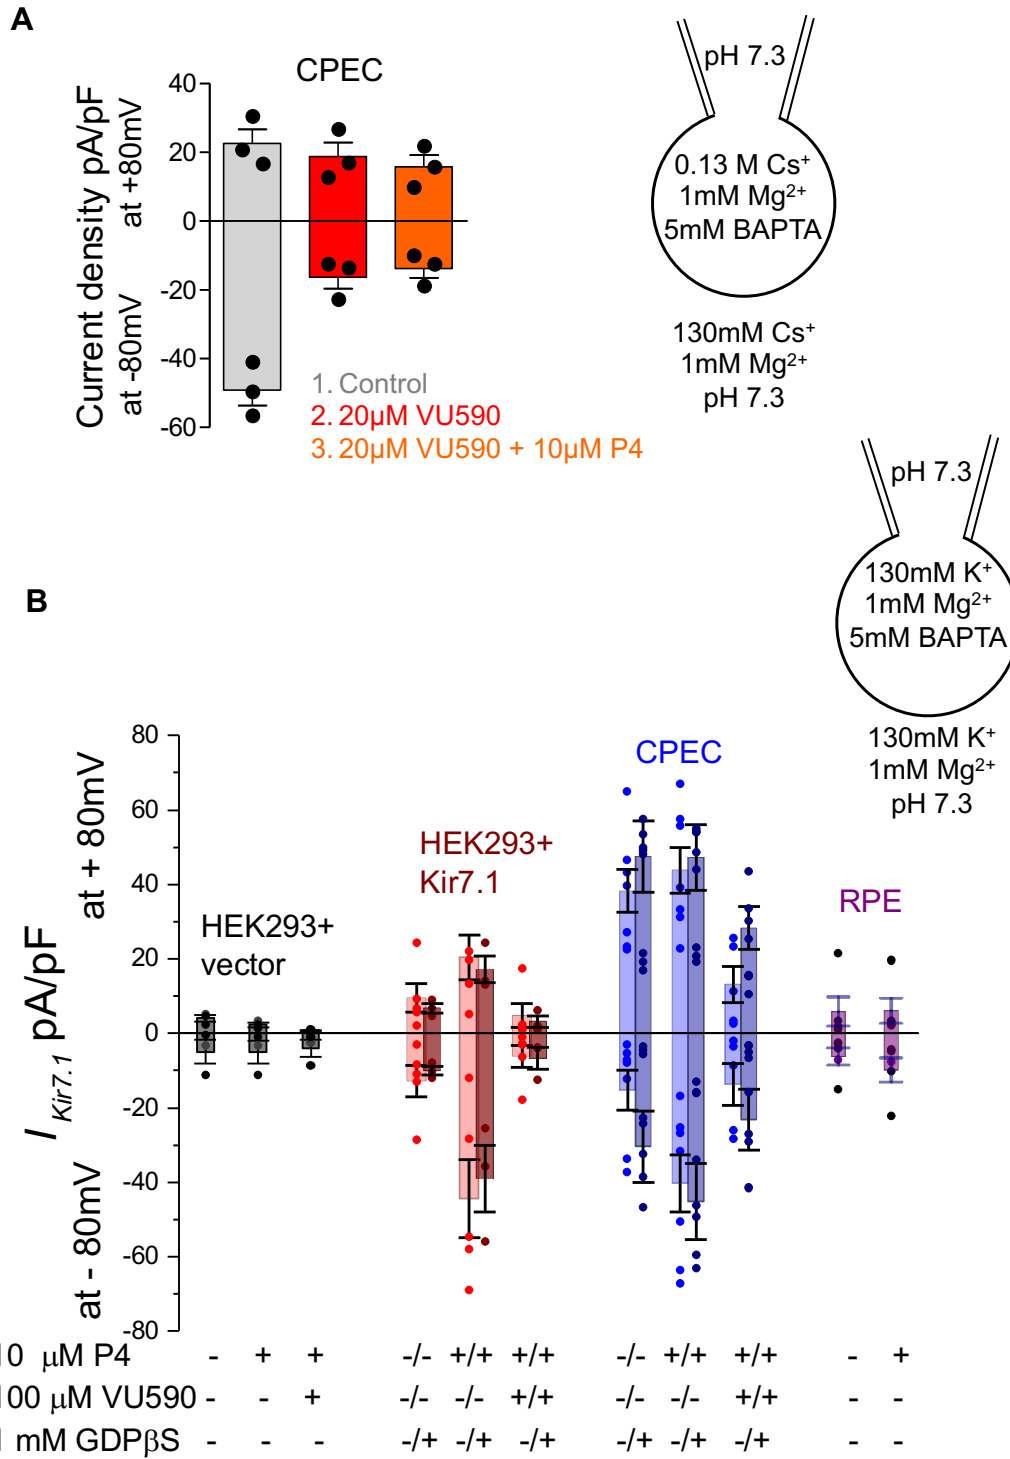 A
CPEC
Current density pA/pF
at +80mV
at -80mV
40
20
0
-20
-40
-60
1. Control
2. 20µM VU590
3. 20µM VU590 + 10µM P4
pH 7.3
0.13 M Cs⁺
1mM Mg²⁺
5mM BAPTA
130mM Cs⁺
1mM Mg²⁺
pH 7.3
B
pH 7.3
130mM K⁺
1mM Mg²⁺
5mM BAPTA
130mM K⁺
1mM Mg²⁺
pH 7.3
I Kir7.1 pA/pF
at + 80mV
at - 80mV
80
60
40
20
0
-20
-40
-60
-80
HEK293+
vector
HEK293+
Kir7.1
CPEC
RPE
0 µM P4 - + + -/- +/+ +/+ -/- +/+ +/+ - +
00 µM VU590 - - + -/- -/- +/+ -/- -/- +/+ - -
mM GDPβS - - - -/+ -/+ -/+ -/+ -/+ -/+ - -